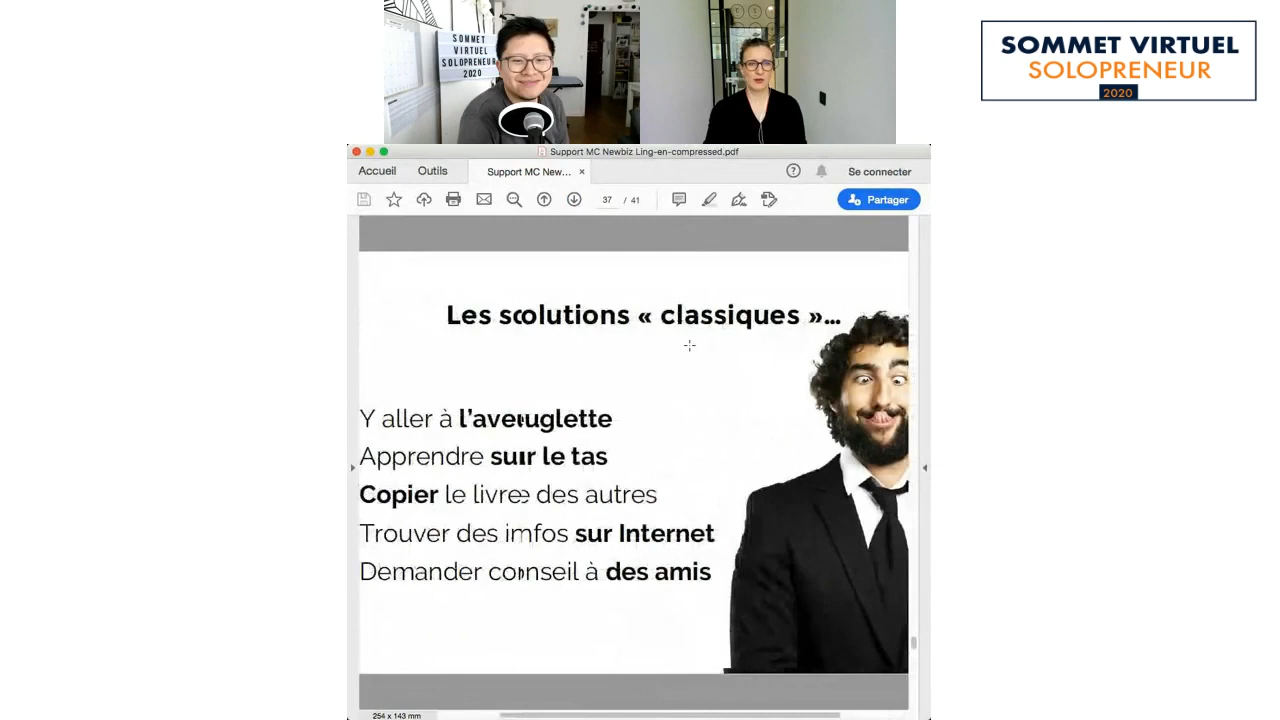 SOMMET
VIRTUEL
SOLOPRENEUR
2020
SOMMET VIRTUEL
SOLOPRENEUR
2020
Support MC Newbiz Ling-en-compressed.pdf
Accueil Outils Support MC New... × Se connecter
37 / 41 Partager
Les solutions « classiques »...
Y aller à l’aveuglette
Apprendre sur le tas
Copier le livre des autres
Trouver des infos sur Internet
Demander conseil à des amis
254 x 143 mm